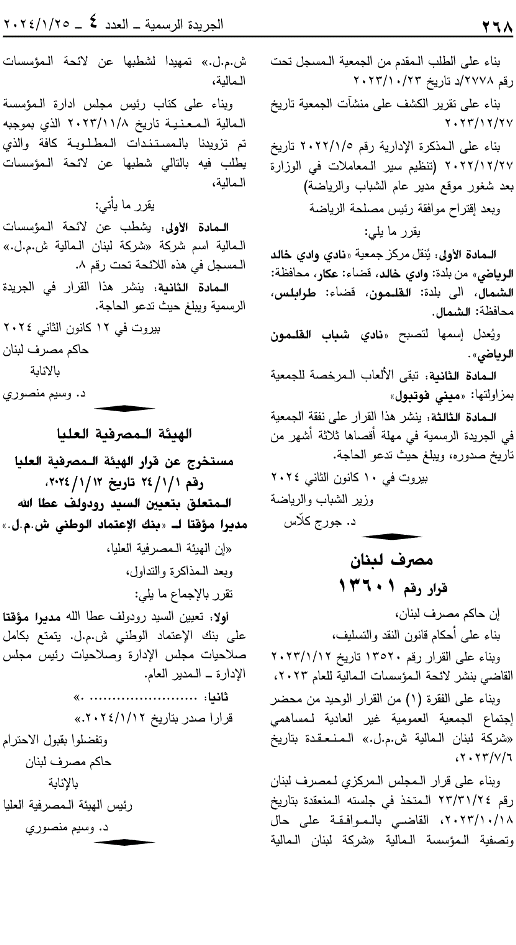 ٢٦٨
الجريدة الرسمية – العدد ٤ – ٢٠٢٤/١/٢٥
بناء على الطلب المقدم من الجمعية المسجل تحت
رقم ٢٧٧٨/د تاريخ ٢٠٢٣/١٠/٢٣
بناء على تقرير الكشف على منشآت الجمعية تاريخ
٢٠٢٣/١٢/٢٧
بناء على المذكرة الإدارية رقم ٢٠٢٢/١/٥ تاريخ
٢٠٢٢/١٢/٢٧ (تنظيم سير المعاملات في الوزارة
بعد شغور موقع مدير عام الشباب والرياضة)
وبعد إقتراح موافقة رئيس مصلحة الرياضة
يقرر ما يلي:
المادة الأولى: يُنقل مركز جمعية «نادي وادي خالد
الرياضي» من بلدة: وادي خالد، قضاء: عكار، محافظة:
الشمال، الى بلدة: القلمون، قضاء: طرابلس،
محافظة: الشمال.
ويُعدل إسمها لتصبح «نادي شباب القلمون
الرياضي».
المادة الثانية: تبقى الألعاب المرخصة للجمعية
بمزاولتها: «ميني فوتبول»
المادة الثالثة: ينشر هذا القرار على نفقة الجمعية
في الجريدة الرسمية في مهلة أقصاها ثلاثة أشهر من
تاريخ صدوره، ويبلغ حيث تدعو الحاجة.
بيروت في ١٠ كانون الثاني ٢٠٢٤
وزير الشباب والرياضة
د. جورج كلّاس
مصرف لبنان
قرار رقم ١٣٦٠١
إن حاكم مصرف لبنان،
بناء على أحكام قانون النقد والتسليف،
وبناء على القرار رقم ١٣٥٢٠ تاريخ ٢٠٢٣/١/١٢
القاضي بنشر لائحة المؤسسات المالية للعام ٢٠٢٣،
وبناء على الفقرة (١) من القرار الوحيد من محضر
إجتماع الجمعية العمومية غير العادية لمساهمي
«شركة لبنان المالية ش.م.ل.» المنعقدة بتاريخ
٢٠٢٣/٧/٦،
وبناء على قرار المجلس المركزي لمصرف لبنان
رقم ٢٣/٣١/٢٤ المتخذ في جلسته المنعقدة بتاريخ
٢٠٢٣/١٠/١٨، القاضي بالموافقة على حال
وتصفية المؤسسة المالية «شركة لبنان المالية
ش.م.ل.» تمهيدا لشطبها عن لائحة المؤسسات
المالية،
وبناء على كتاب رئيس مجلس ادارة المؤسسة
المالية المعنية تاريخ ٢٠٢٣/١١/٨ الذي بموجبه
تم تزويدنا بالمستندات المطلوبة كافة والذي
يطلب فيه بالتالي شطبها عن لائحة المؤسسات
المالية،
يقرر ما يأتي:
المادة الأولى: يشطب عن لائحة المؤسسات
المالية اسم شركة «شركة لبنان المالية ش.م.ل.»
المسجل في هذه اللائحة تحت رقم ٨.
المادة الثانية: ينشر هذا القرار في الجريدة
الرسمية ويبلغ حيث تدعو الحاجة.
بيروت في ١٢ كانون الثاني ٢٠٢٤
حاكم مصرف لبنان
بالانابة
د. وسيم منصوري
الهيئة المصرفية العليا
مستخرج عن قرار الهيئة المصرفية العليا
رقم ٢٤/١/١ تاريخ ٢٠٢٤/١/١٢،
المتعلق بتعيين السيد رودولف عطا الله
مديرا مؤقتا لـ «بنك الإعتماد الوطني ش.م.ل.»
«إن الهيئة المصرفية العليا،
وبعد المذاكرة والتداول،
تقرر بالإجماع ما يلي:
أولا: تعيين السيد رودولف عطا الله مديرا مؤقتا
على بنك الإعتماد الوطني ش.م.ل. يتمتع بكامل
صلاحيات مجلس الإدارة وصلاحيات رئيس مجلس
الإدارة – المدير العام.
ثانيا: ........................ .»
قرارا صدر بتاريخ ٢٠٢٤/١/١٢.»
وتفضلوا بقبول الاحترام
حاكم مصرف لبنان
بالإنابة
رئيس الهيئة المصرفية العليا
د. وسيم منصوري